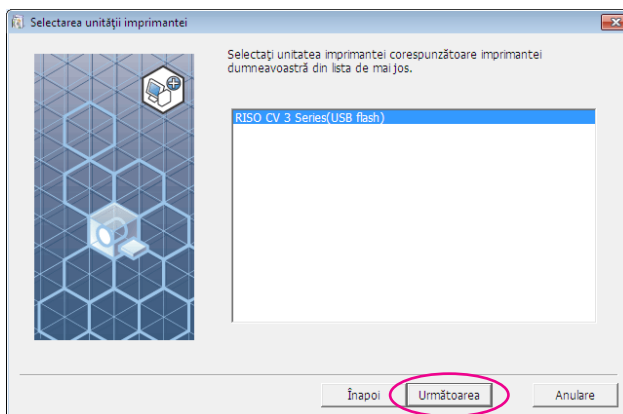 Selectarea unităţii imprimantei
Selectaţi unitatea imprimantei corespunzătoare imprimantei
dumneavoastră din lista de mai jos.
RISO CV 3 Series(USB flash)
Înapoi Următoarea Anulare